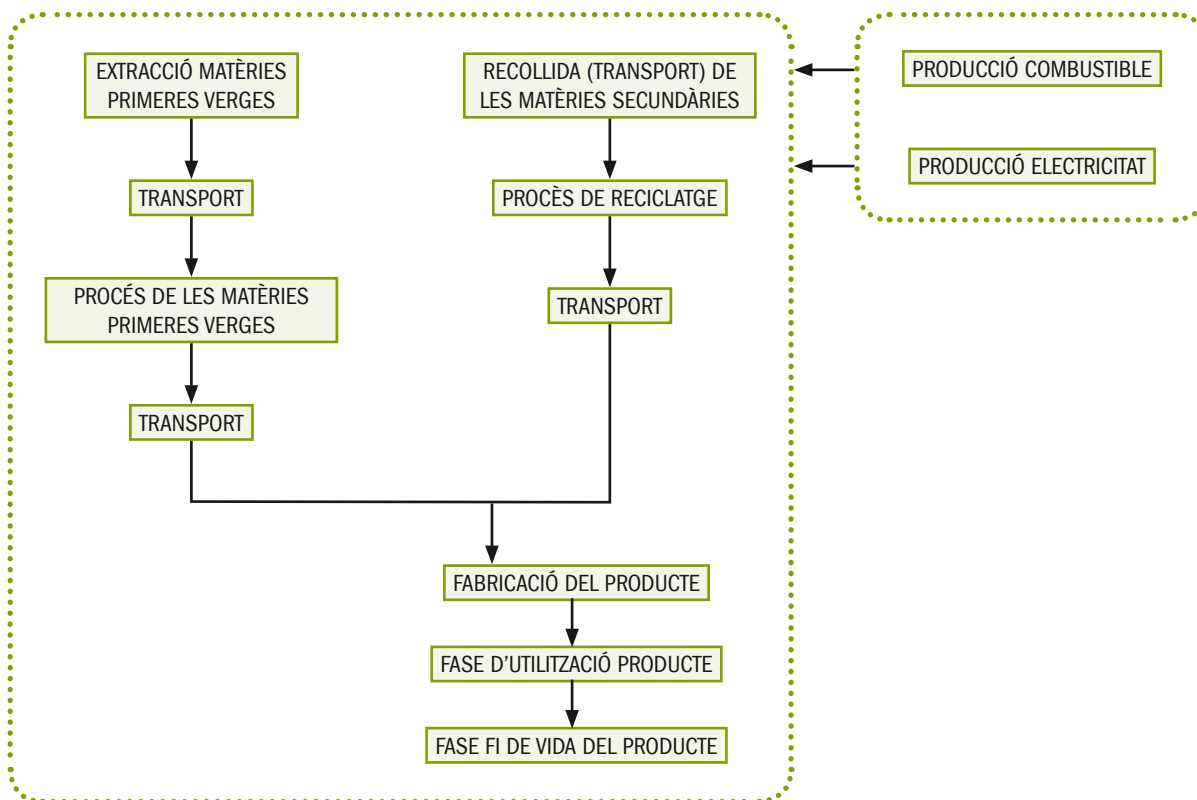 EXTRACCIÓ MATÈRIES
PRIMERES VERGES
TRANSPORT
PROCÉS DE LES MATÈRIES
PRIMERES VERGES
TRANSPORT
RECOLLIDA (TRANSPORT) DE
LES MATÈRIES SECUNDÀRIES
PROCÈS DE RECICLATGE
TRANSPORT
FABRICACIÓ DEL PRODUCTE
FASE D'UTILITZACIÓ PRODUCTE
FASE FI DE VIDA DEL PRODUCTE
PRODUCCIÓ COMBUSTIBLE
PRODUCCIÓ ELECTRICITAT